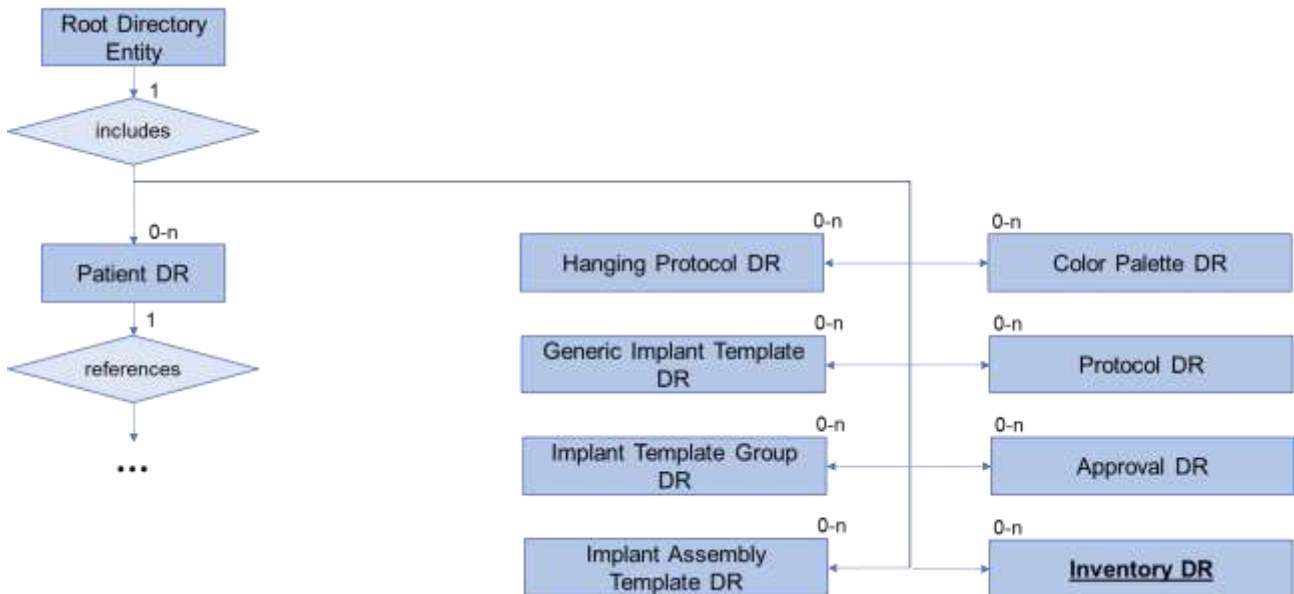 Root Directory
Entity
1
includes
0-n
Patient DR
1
references
...
0-n
0-n
Hanging Protocol DR
Color Palette DR
0-n
0-n
Generic Implant Template
DR
Protocol DR
0-n
0-n
Implant Template Group
DR
Approval DR
0-n
0-n
Implant Assembly
Template DR
Inventory DR